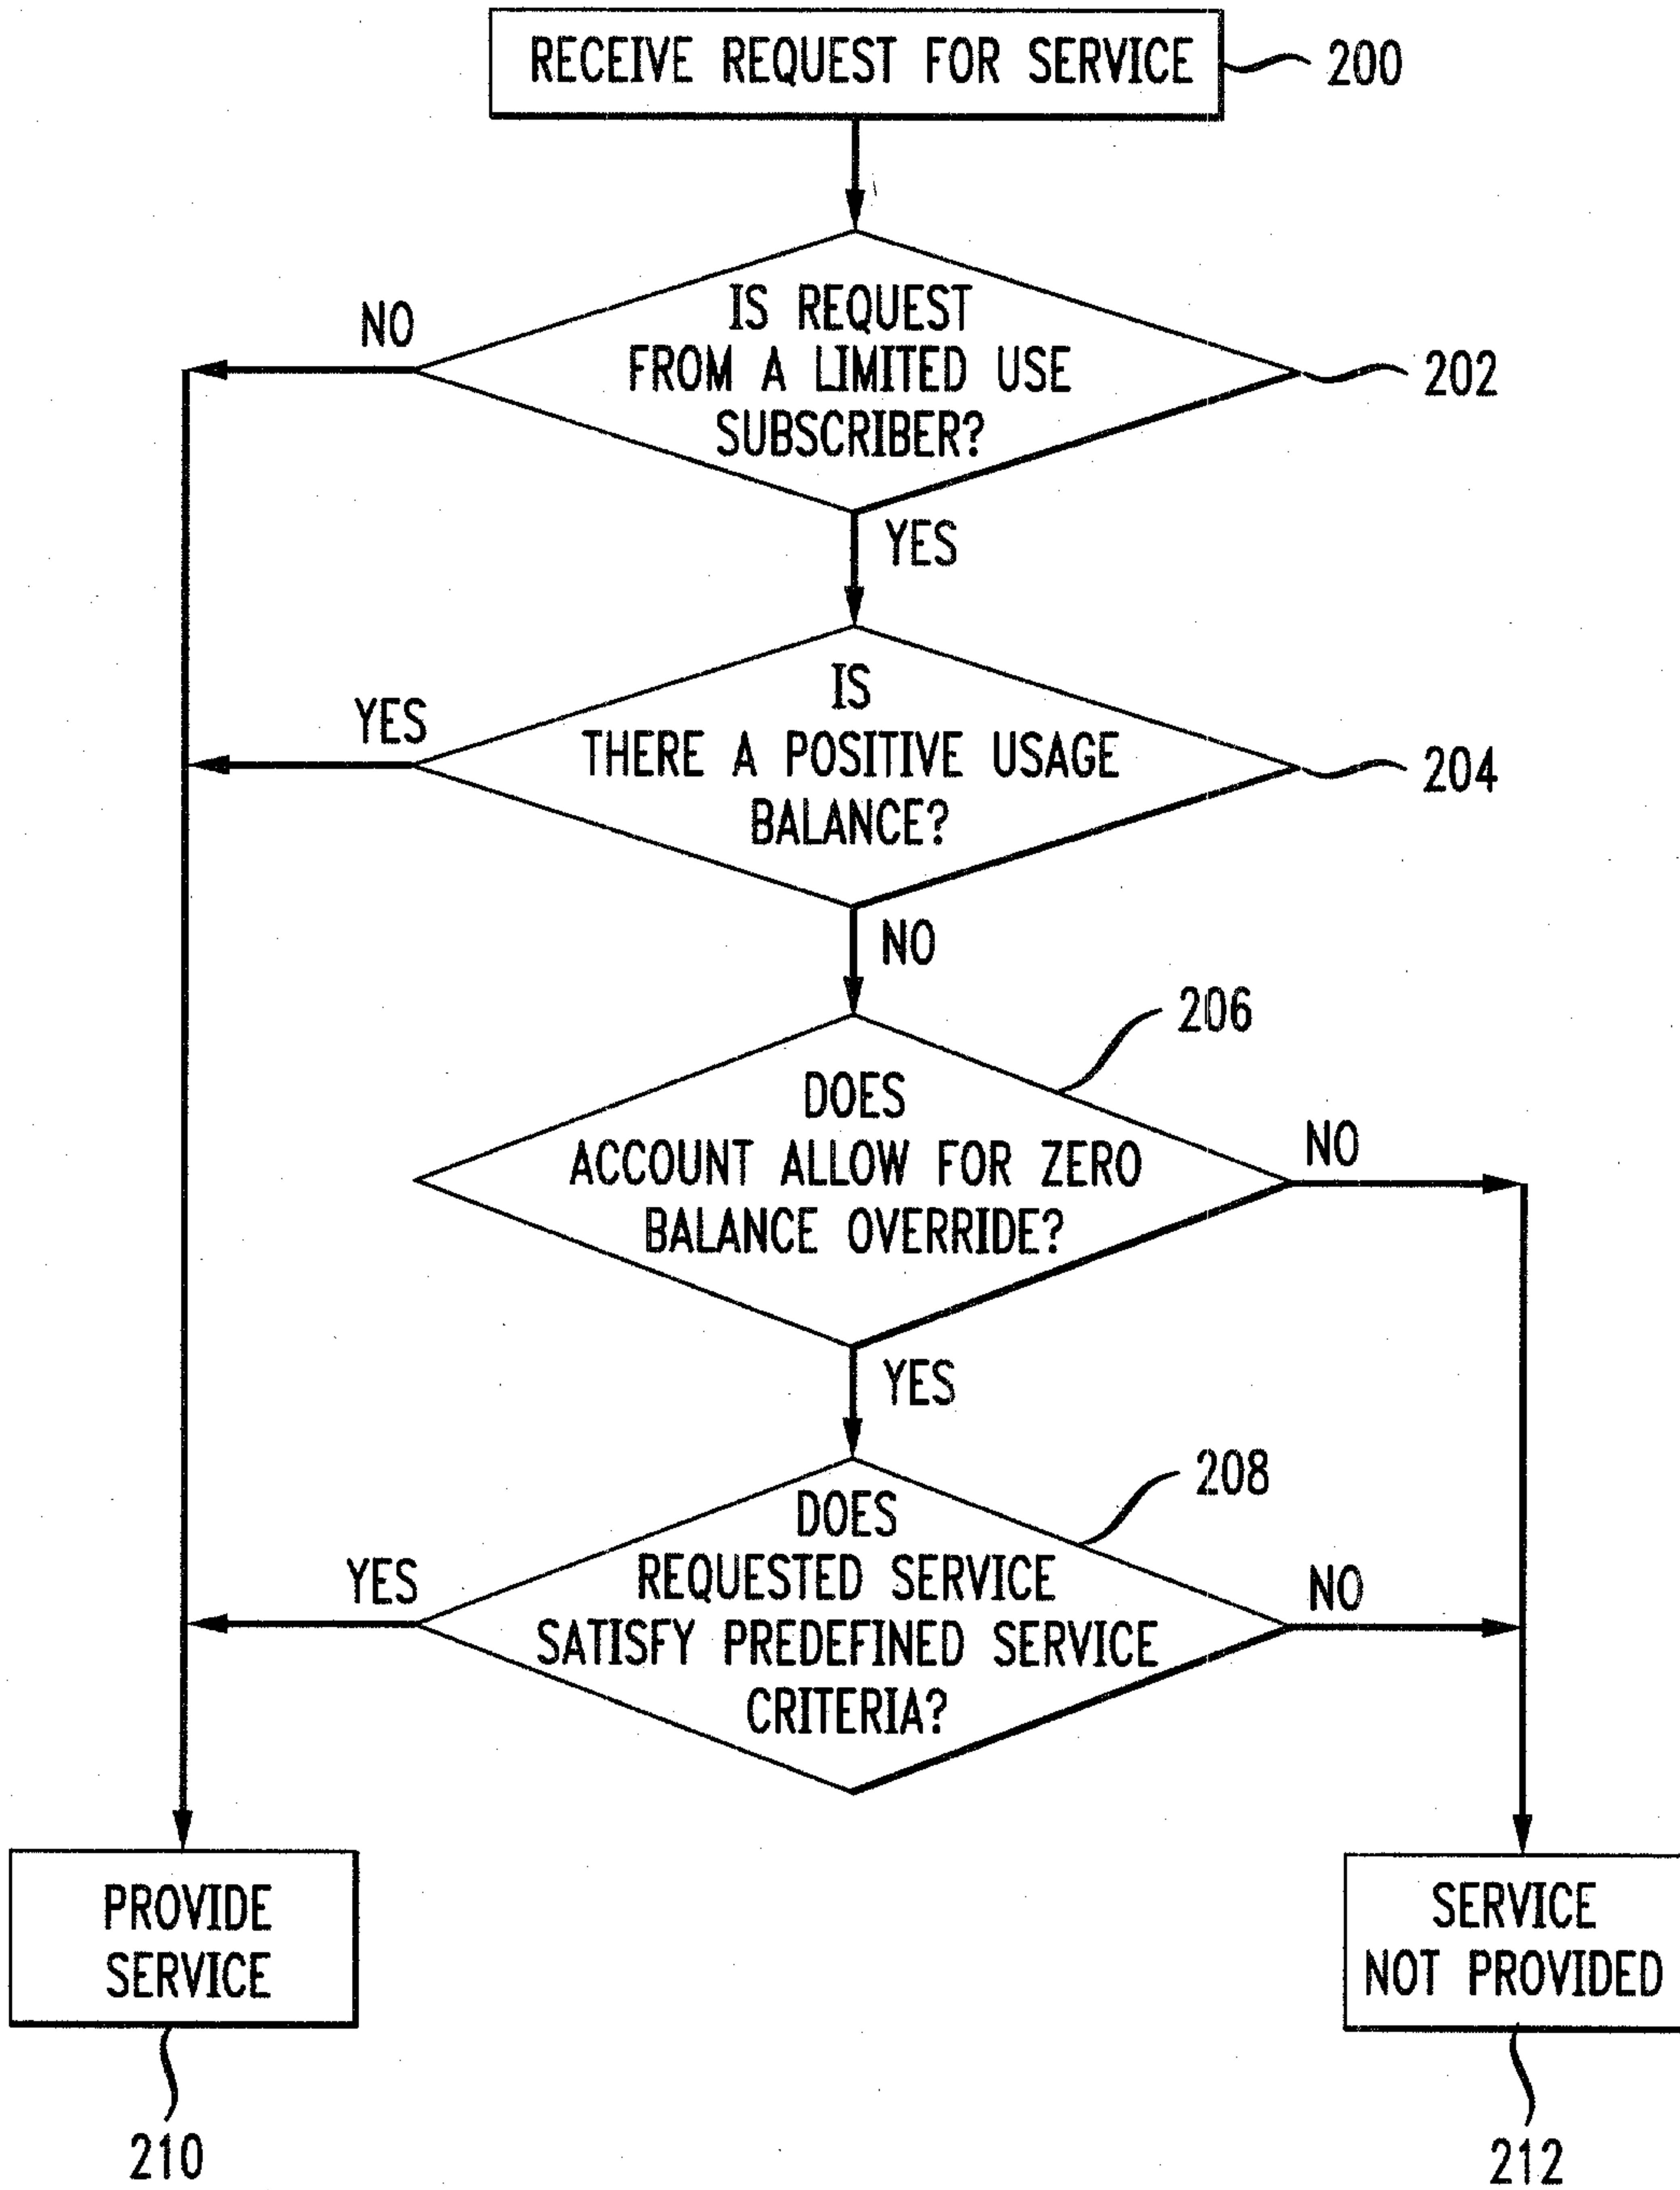 RECEIVE REQUEST FOR SERVICE
200
IS REQUEST
FROM A LIMITED USE
SUBSCRIBER?
202
NO
YES
IS
THERE A POSITIVE USAGE
BALANCE?
204
YES
NO
206
DOES
ACCOUNT ALLOW FOR ZERO
BALANCE OVERRIDE?
NO
YES
208
DOES
REQUESTED SERVICE
SATISFY PREDEFINED SERVICE
CRITERIA?
YES
NO
PROVIDE
SERVICE
210
SERVICE
NOT PROVIDED
212